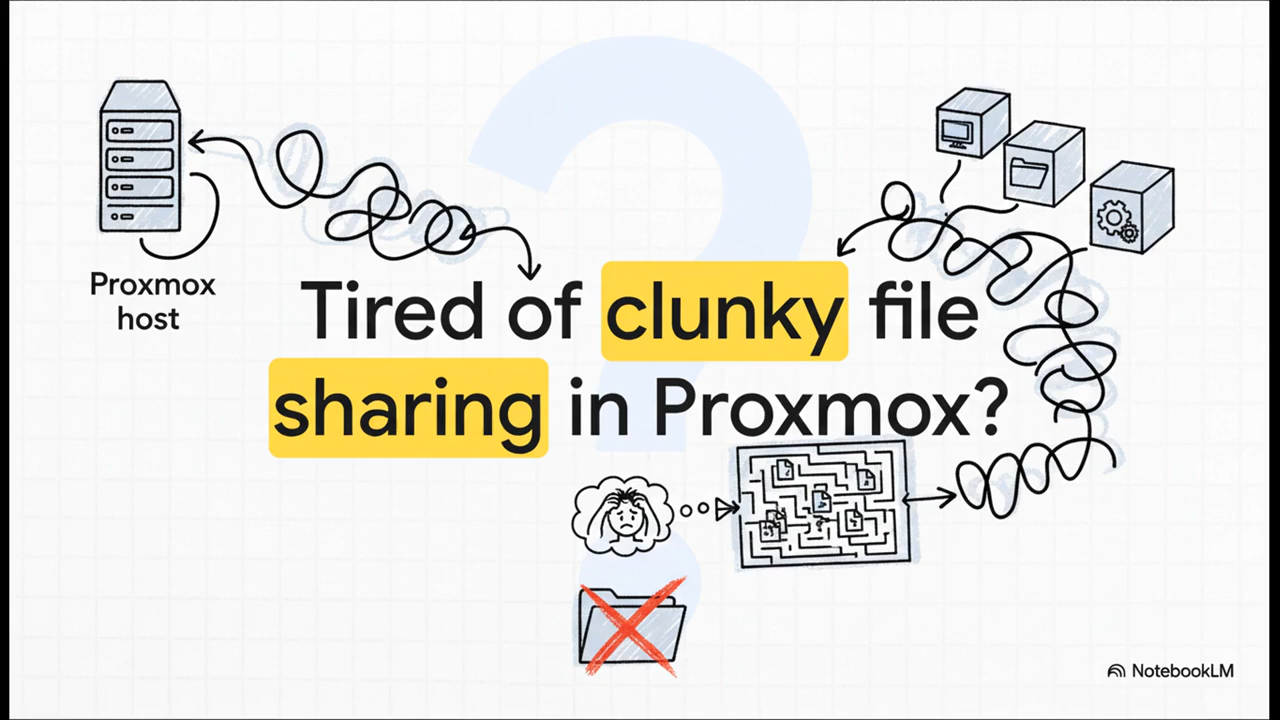 Proxmox
host
Tired of clunky file
sharing in Proxmox?
NotebookLM